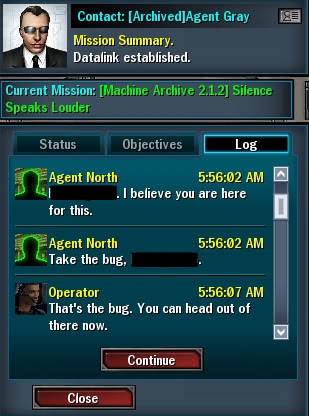 Contact: [Archived]Agent Gray
Mission Summary.
Datalink established.
Current Mission: [Machine Archive 2.1.2] Silence
Speaks Louder
Status Objectives Log
Agent North 5:56:02 AM
. I believe you are here
for this.
Agent North 5:56:02 AM
Take the bug, .
Operator 5:56:07 AM
That's the bug. You can head out of
there now.
Continue
Close